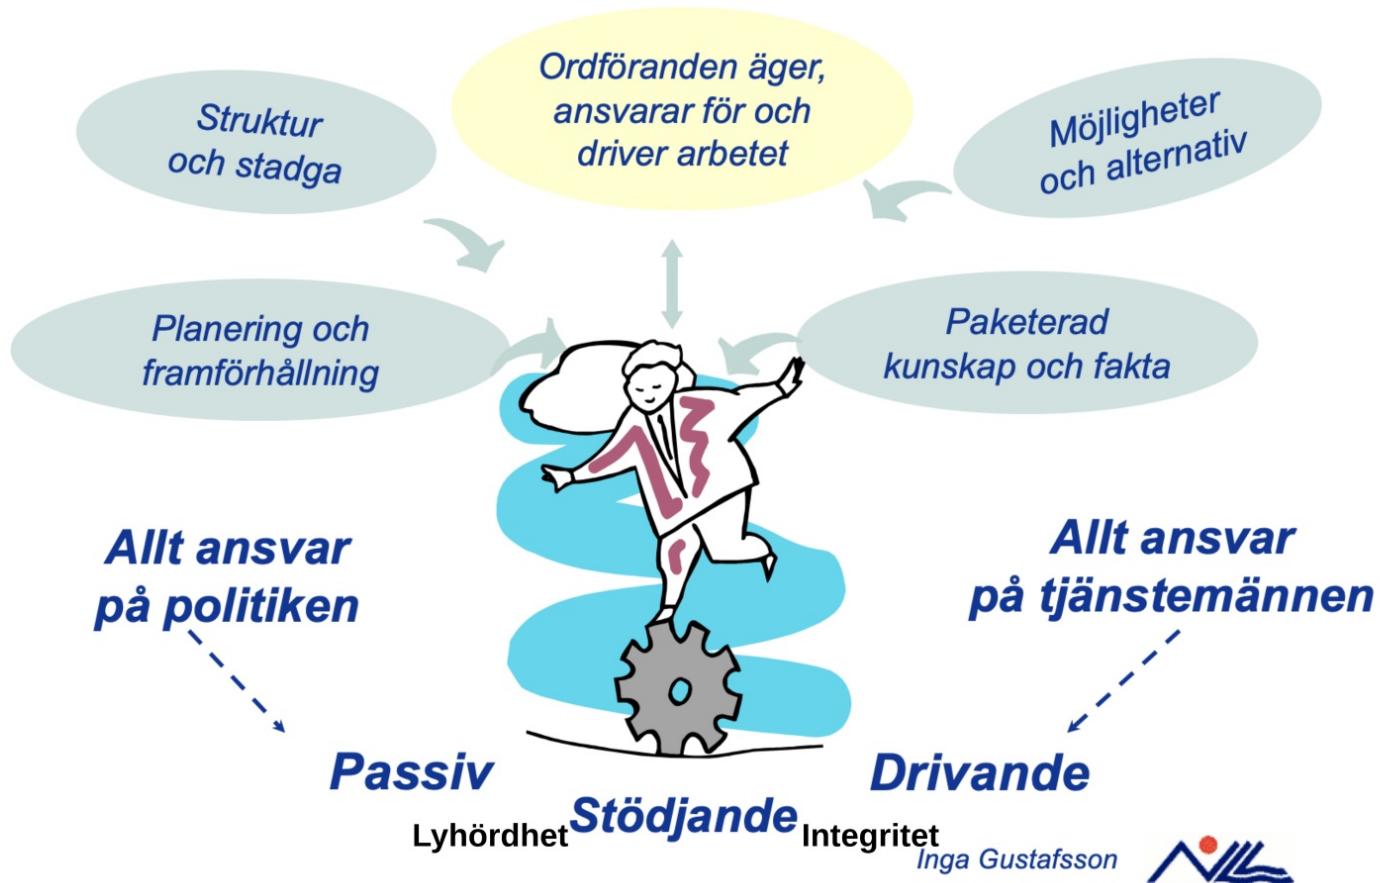 Ordföranden äger,
ansvarar för och
driver arbetet
Struktur
och stadga
Möjligheter
och alternativ
Planering och
framförhållning
Paketerad
kunskap och fakta
Allt ansvar
på politiken
Allt ansvar
på tjänstemännen
Passiv
Drivande
Stödjande
Lyhördhet
Integritet
Inga Gustafsson